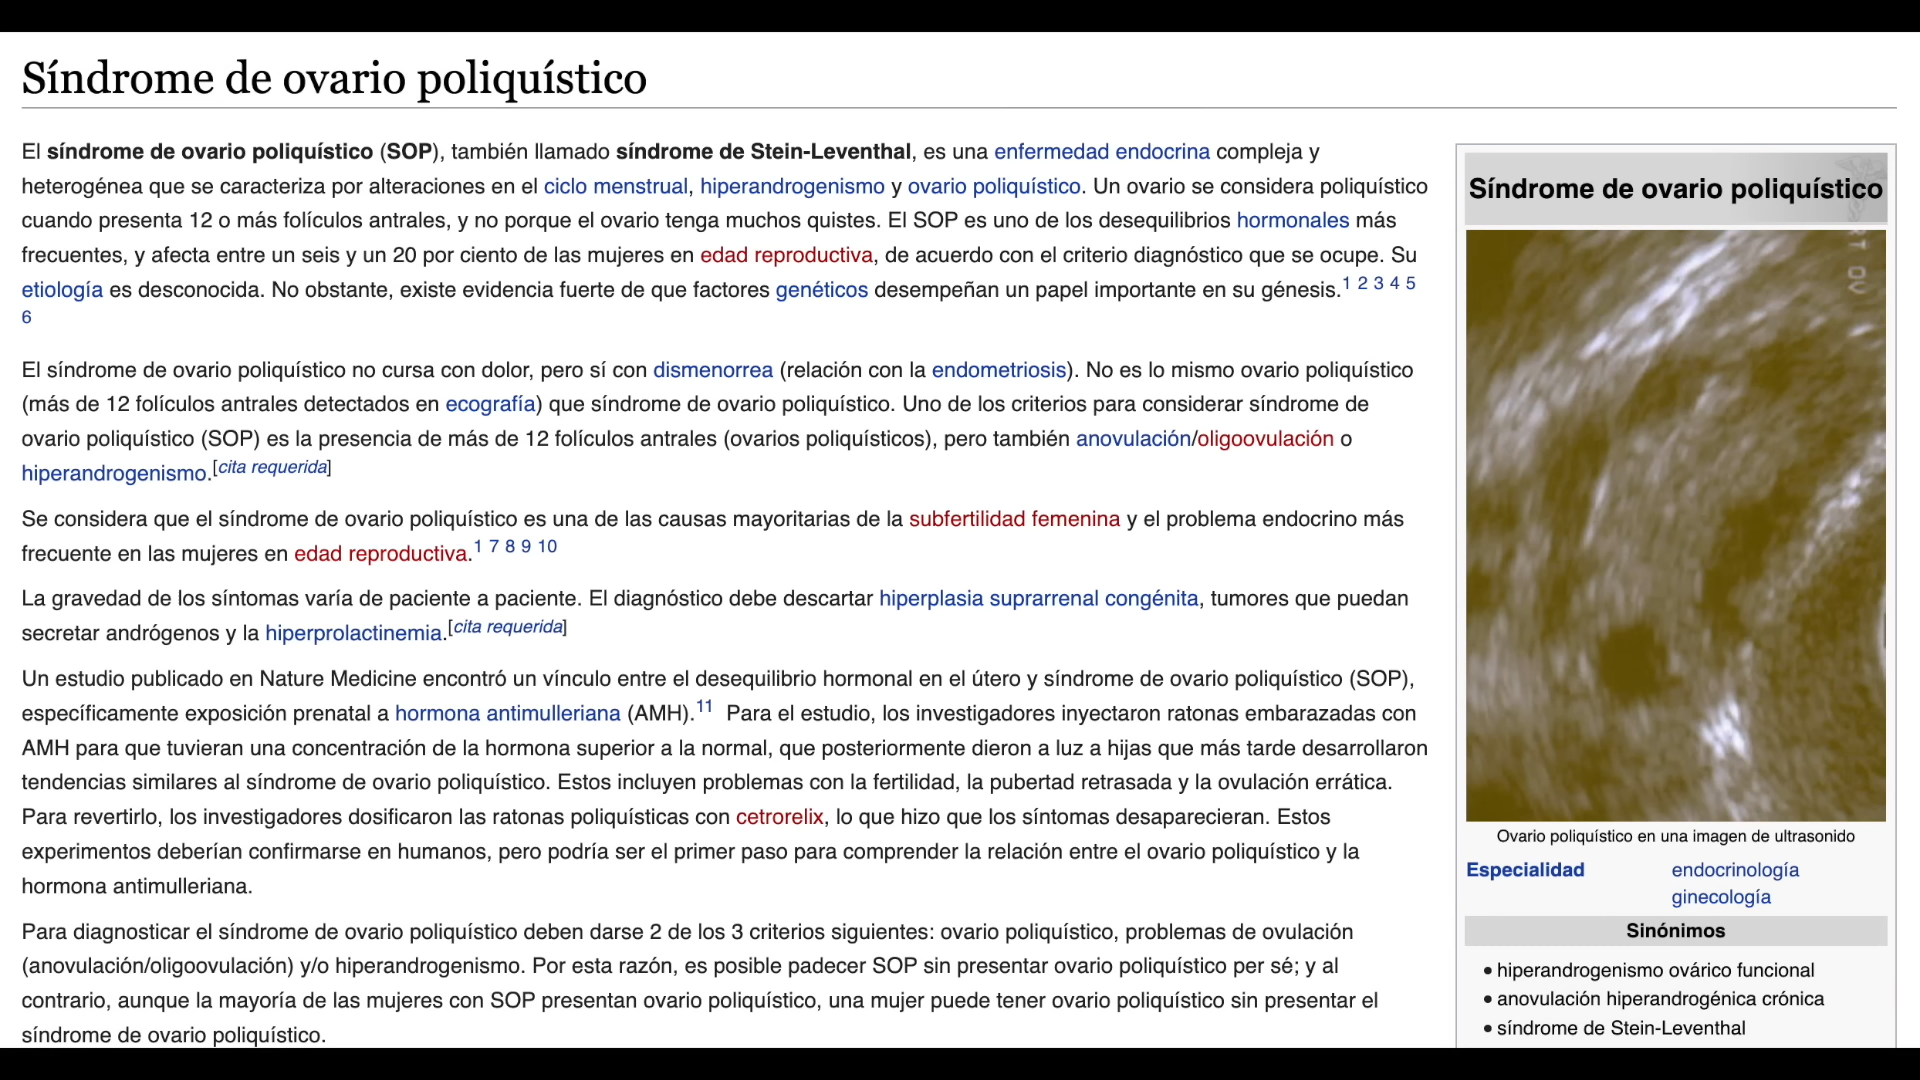 Síndrome de ovario poliquístico
El síndrome de ovario poliquístico (SOP), también llamado síndrome de Stein-Leventhal, es una enfermedad endocrina compleja y
heterogénea que se caracteriza por alteraciones en el ciclo menstrual, hiperandrogenismo y ovario poliquístico. Un ovario se considera poliquístico
cuando presenta 12 o más folículos antrales, y no porque el ovario tenga muchos quistes. El SOP es uno de los desequilibrios hormonales más
frecuentes, y afecta entre un seis y un 20 por ciento de las mujeres en edad reproductiva, de acuerdo con el criterio diagnóstico que se ocupe. Su
etiología es desconocida. No obstante, existe evidencia fuerte de que factores genéticos desempeñan un papel importante en su génesis.1 2 3 4 5
6
El síndrome de ovario poliquístico no cursa con dolor, pero sí con dismenorrea (relación con la endometriosis). No es lo mismo ovario poliquístico
(más de 12 folículos antrales detectados en ecografía) que síndrome de ovario poliquístico. Uno de los criterios para considerar síndrome de
ovario poliquístico (SOP) es la presencia de más de 12 folículos antrales (ovarios poliquísticos), pero también anovulación/oligoovulación o
hiperandrogenismo.[cita requerida]
Se considera que el síndrome de ovario poliquístico es una de las causas mayoritarias de la subfertilidad femenina y el problema endocrino más
frecuente en las mujeres en edad reproductiva.1 7 8 9 10
La gravedad de los síntomas varía de paciente a paciente. El diagnóstico debe descartar hiperplasia suprarrenal congénita, tumores que puedan
secretar andrógenos y la hiperprolactinemia.[cita requerida]
Un estudio publicado en Nature Medicine encontró un vínculo entre el desequilibrio hormonal en el útero y síndrome de ovario poliquístico (SOP),
específicamente exposición prenatal a hormona antimulleriana (AMH).11 Para el estudio, los investigadores inyectaron ratonas embarazadas con
AMH para que tuvieran una concentración de la hormona superior a la normal, que posteriormente dieron a luz a hijas que más tarde desarrollaron
tendencias similares al síndrome de ovario poliquístico. Estos incluyen problemas con la fertilidad, la pubertad retrasada y la ovulación errática.
Para revertirlo, los investigadores dosificaron las ratonas poliquísticas con cetrorelix, lo que hizo que los síntomas desaparecieran. Estos
experimentos deberían confirmarse en humanos, pero podría ser el primer paso para comprender la relación entre el ovario poliquístico y la
hormona antimulleriana.
Para diagnosticar el síndrome de ovario poliquístico deben darse 2 de los 3 criterios siguientes: ovario poliquístico, problemas de ovulación
(anovulación/oligoovulación) y/o hiperandrogenismo. Por esta razón, es posible padecer SOP sin presentar ovario poliquístico per sé; y al
contrario, aunque la mayoría de las mujeres con SOP presentan ovario poliquístico, una mujer puede tener ovario poliquístico sin presentar el
síndrome de ovario poliquístico.
Síndrome de ovario poliquístico
RT OV
Ovario poliquístico en una imagen de ultrasonido
Especialidad endocrinología
ginecología
Sinónimos
• hiperandrogenismo ovárico funcional
• anovulación hiperandrogénica crónica
• síndrome de Stein-Leventhal